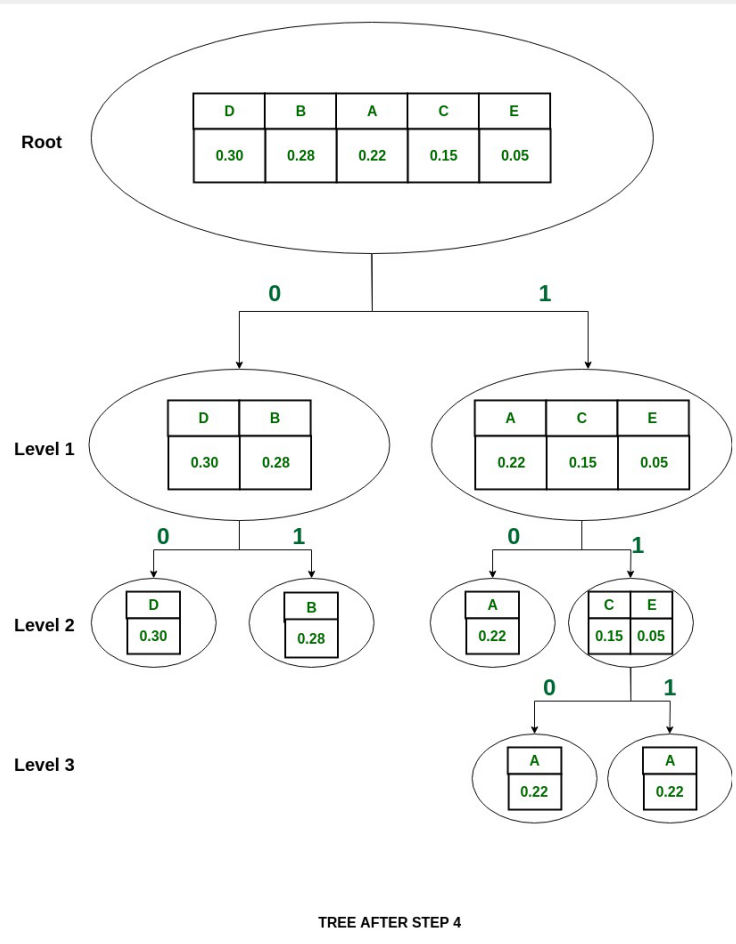 D B A C E
Root
0.30 0.28 0.22 0.15 0.05
0 1
D B A C E
Level 1
0.30 0.28 0.22 0.15 0.05
0 1 0 1
D B A C E
Level 2
0.30 0.28 0.22 0.15 0.05
0 1
A A
Level 3
0.22 0.22
TREE AFTER STEP 4